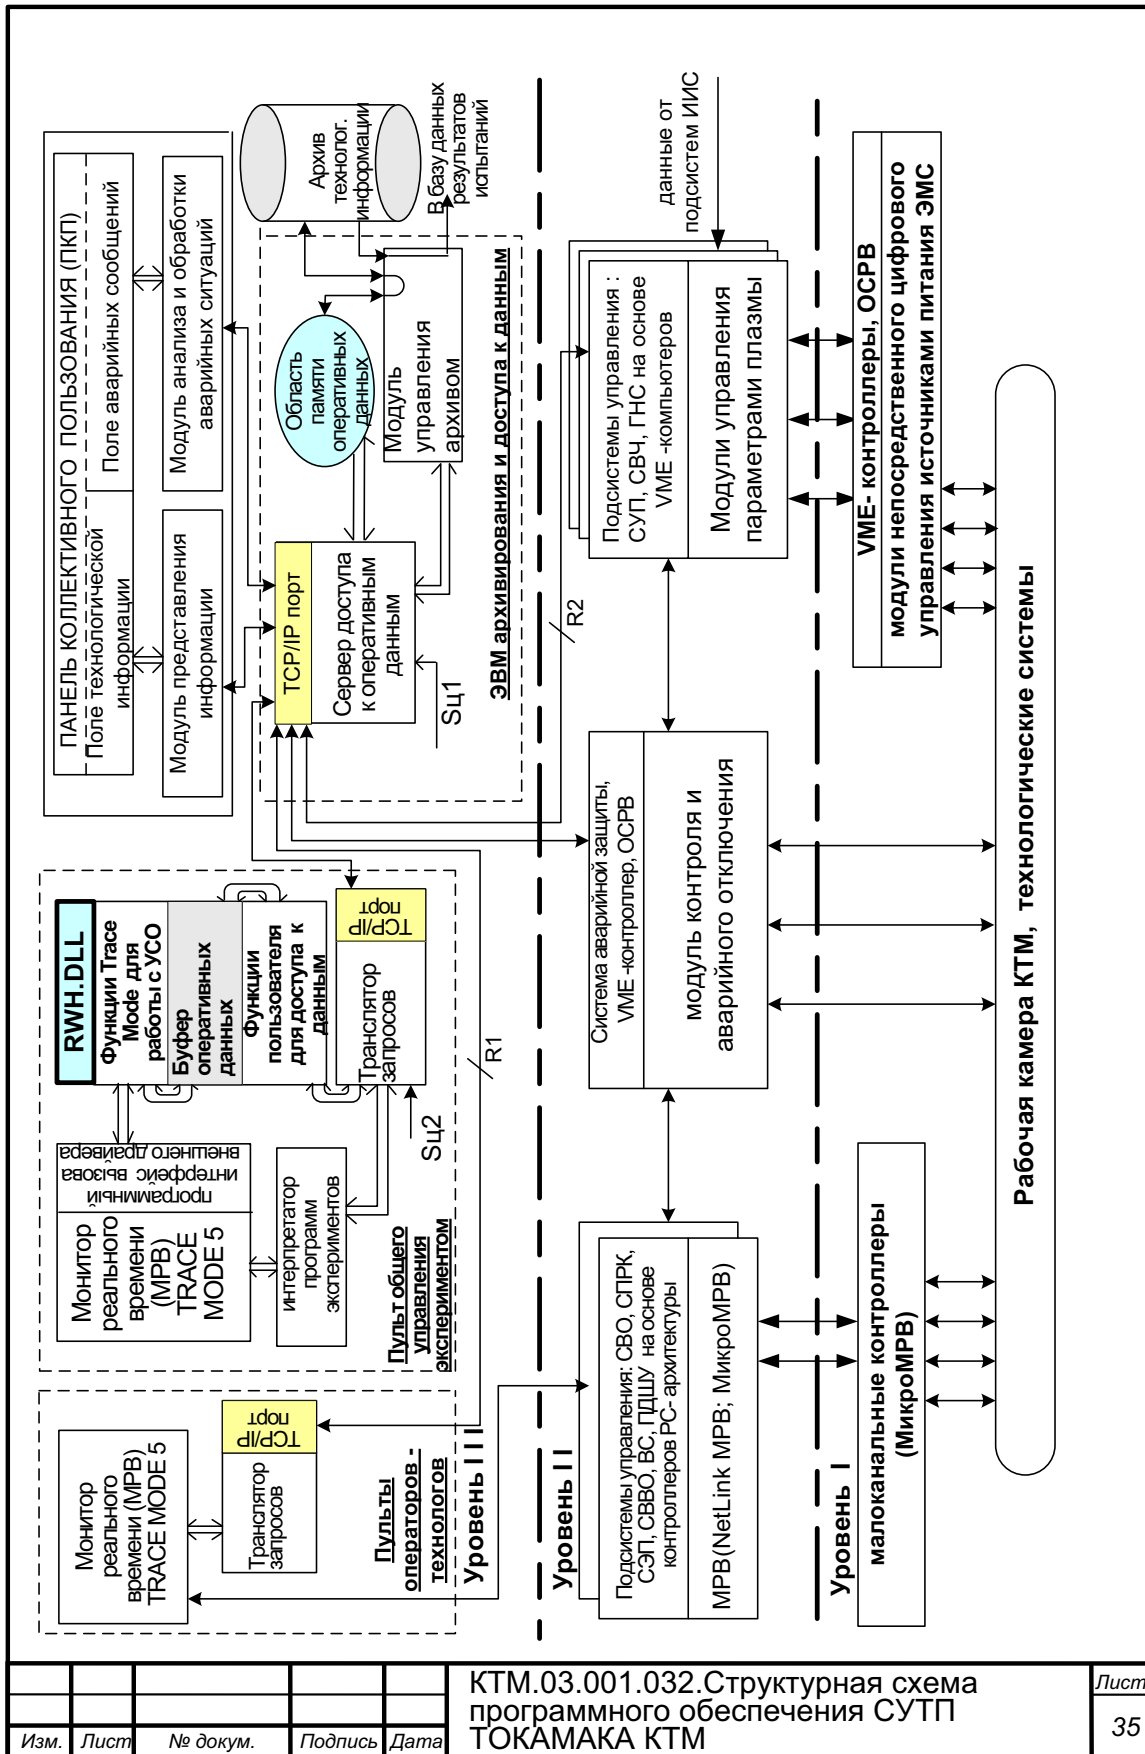 ПАНЕЛЬ КОЛЛЕКТИВНОГО ПОЛЬЗОВАНИЯ (ПКП)
Поле технологической
информации
Поле аварийных сообщений
Модуль представления
информации
Модуль анализа и обработки
аварийных ситуаций
Архив
технолог.
информации
В базу данных
результатов
испытаний
Область
памяти
оперативных
данных
Модуль
управления
архивом
TCP/IP порт
Сервер доступа
к оперативным
данным
Sц1
ЭВМ архивирования и доступа к данным
RWH.DLL
Функции Trace
Mode для
работы с УСО
Буфер
оперативных
данных
Функции
пользователя
для доступа к
данным
TCP/IP
порт
Транслятор
запросов
Sц2
Монитор
реального
времени
(МРВ)
TRACE
MODE 5
программный
интерфейс вызова
внешнего драйвера
интерпретатор
программ
экспериментов
Пульт общего
управления
экспериментом
Монитор
реального
времени (МРВ)
TRACE MODE 5
TCP/IP
порт
Транслятор
запросов
Пульты
операторов -
технологов
R1
R2
Уровень I I I
Уровень I I
Подсистемы управления: СВО, СПРК,
СЭП, СВВО, ВС, ПДШУ на основе
контроллеров PC- архитектуры
МРВ(NetLink МРВ; МикроМРВ)
Система аварийной защиты,
VME -контроллер, ОСРВ
модуль контроля и
аварийного отключения
Подсистемы управления :
СУП, СВЧ, ГНС на основе
VME -компьютеров
Модули управления
параметрами плазмы
данные от
подсистем ИИС
Уровень I
малоканальные контроллеры
(МикроМРВ)
VME- контроллеры, ОСРВ
модули непосредственного цифрового
управления источниками питания ЭМС
Рабочая камера КТМ, технологические системы
КТМ.03.001.032.Структурная схема
программного обеспечения СУТП
ТОКАМАКА КТМ
Лист
35
Изм. Лист № докум. Подпись Дата